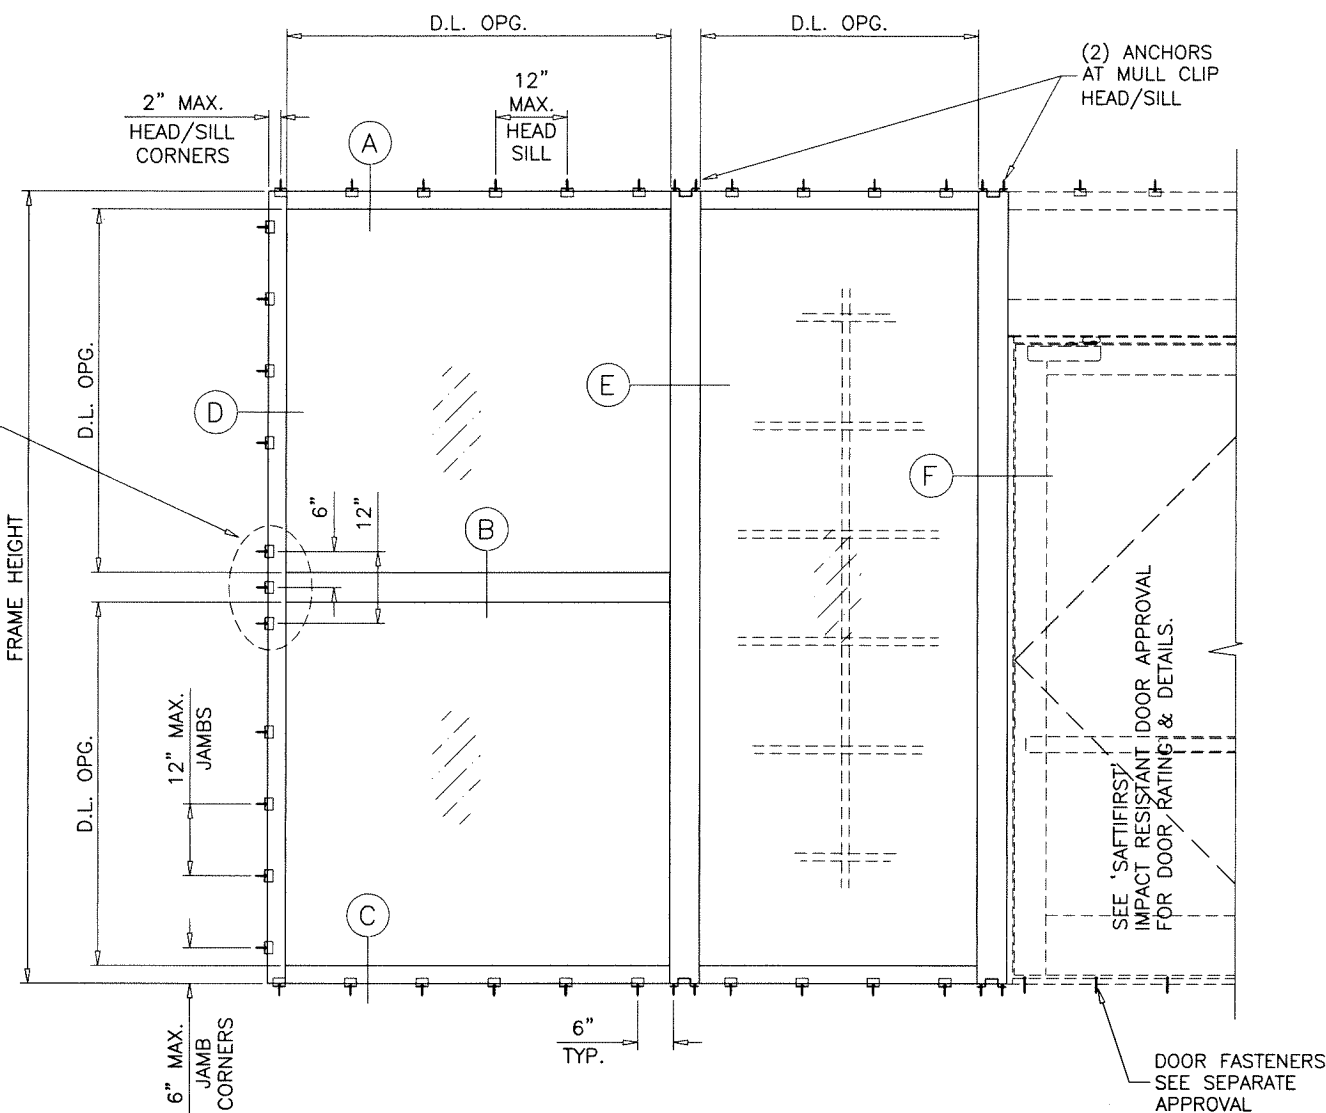 D.L. OPG.
D.L. OPG.
(2) ANCHORS
AT MULL CLIP
HEAD/SILL
12"
MAX.
HEAD
SILL
2" MAX.
HEAD/SILL
CORNERS
A
D.L. OPG.
D
E
F
6"
12"
B
FRAME HEIGHT
12" MAX.
JAMBS
D.L. OPG.
SEE 'SAFTIFIRST'
IMPACT RESISTANT DOOR APPROVAL
FOR DOOR RATING & DETAILS.
C
6" MAX.
JAMB
CORNERS
6"
TYP.
DOOR FASTENERS
SEE SEPARATE
APPROVAL